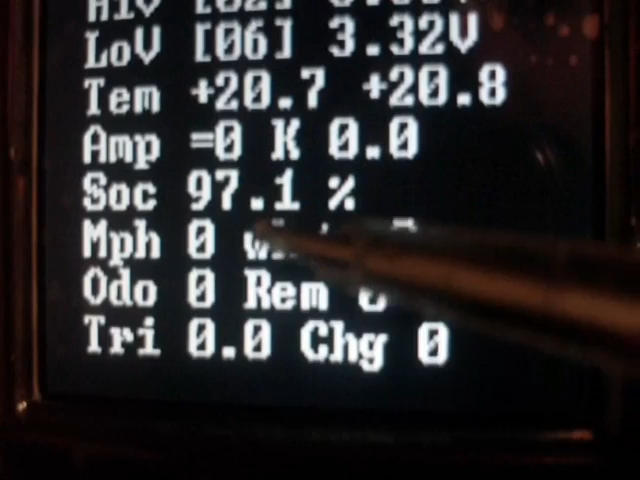 LoV [06] 3.32V
Tem +20.7 +20.8
Amp =0 K 0.0
Soc 97.1 %
Mph 0
Odo 0 Rem
Tri 0.0 Chg 0